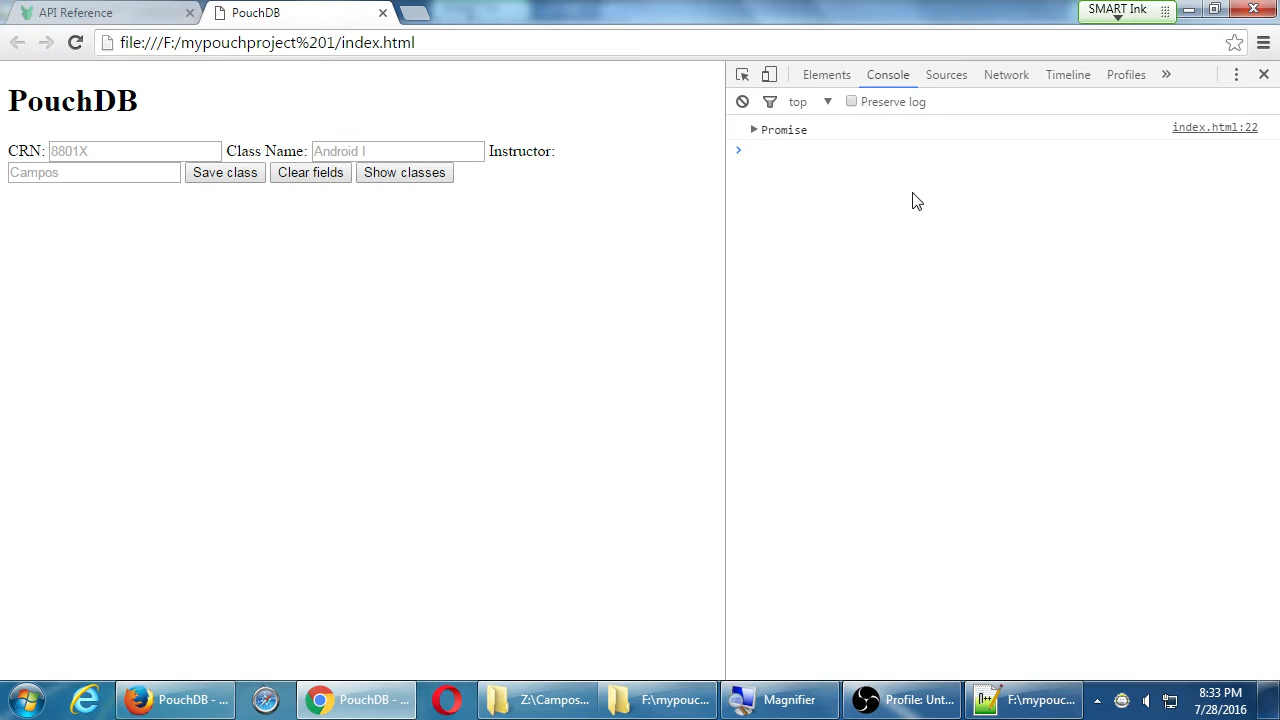 API Reference
PouchDB
SMART Ink
file:///F:/mypouchproject%201/index.html
PouchDB
CRN: 8801X Class Name: Android I Instructor:
Campos Save class Clear fields Show classes
Elements Console Sources Network Timeline Profiles »
top Preserve log
Promise index.html:22
PouchDB - ...
PouchDB - ...
Z:\Campos...
F:\mypouc...
Magnifier
Profile: Unt...
F:\mypouc...
8:33 PM
7/28/2016